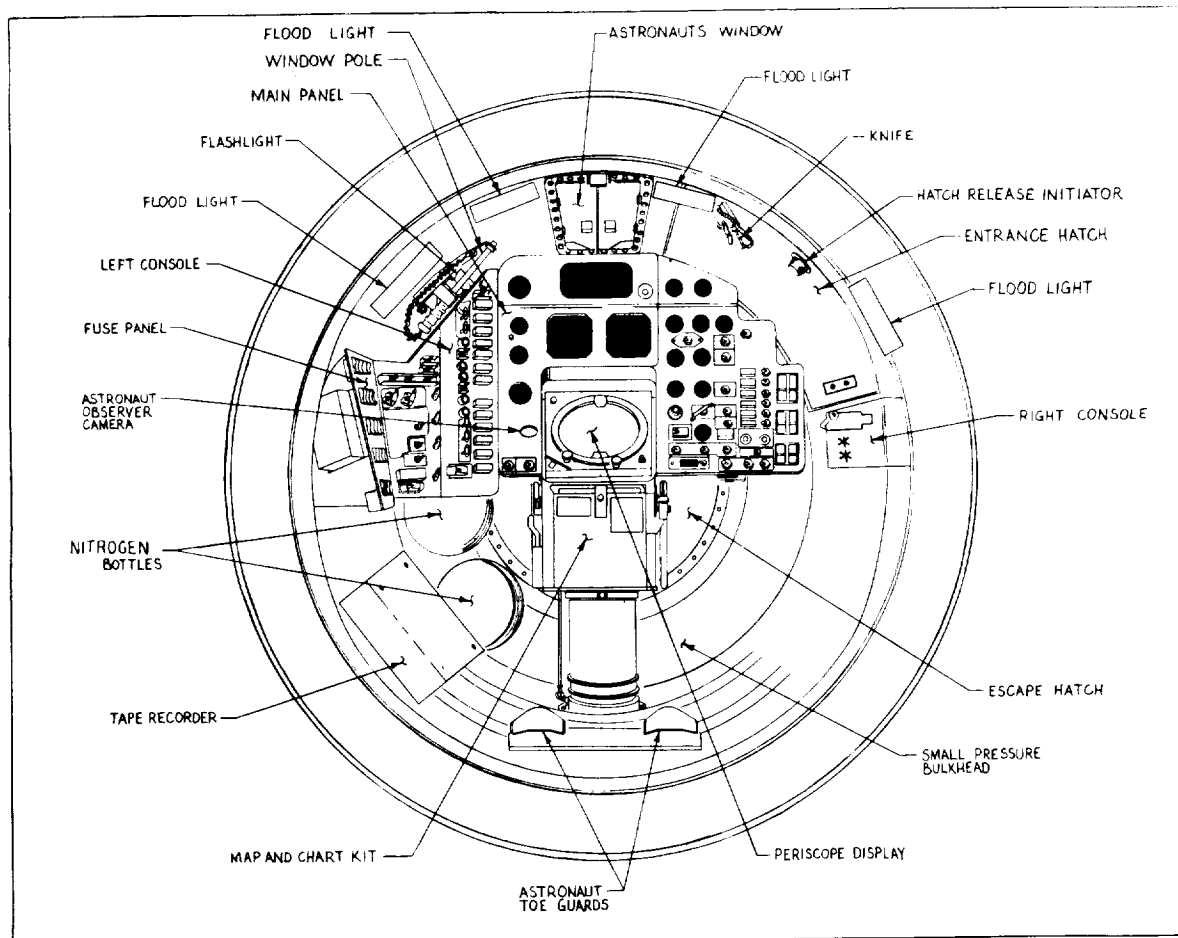 FLOOD LIGHT
ASTRONAUTS WINDOW
WINDOW POLE
FLOOD LIGHT
MAIN PANEL
KNIFE
FLASHLIGHT
HATCH RELEASE INITIATOR
FLOOD LIGHT
ENTRANCE HATCH
LEFT CONSOLE
FLOOD LIGHT
FUSE PANEL
ASTRONAUT
OBSERVER
CAMERA
RIGHT CONSOLE
NITROGEN
BOTTLES
ESCAPE HATCH
TAPE RECORDER
SMALL PRESSURE
BULKHEAD
MAP AND CHART KIT
PERISCOPE DISPLAY
ASTRONAUT
TOE GUARDS